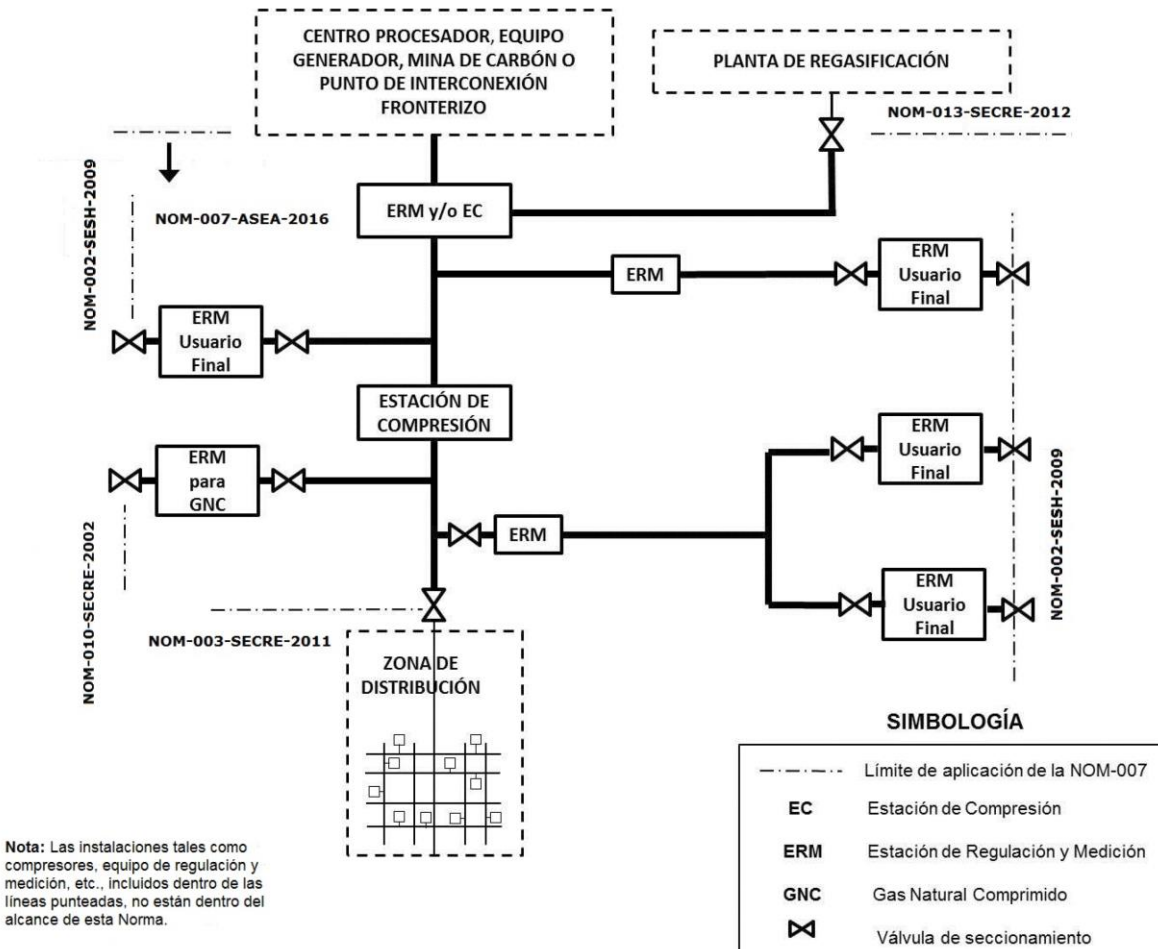 CENTRO PROCESADOR, EQUIPO
GENERADOR, MINA DE CARBÓN O
PUNTO DE INTERCONEXIÓN
FRONTERIZO
PLANTA DE REGASIFICACIÓN
NOM-013-SECRE-2012
NOM-002-SESH-2009
NOM-007-ASEA-2016
ERM y/o EC
ERM
ERM
Usuario
Final
ERM
Usuario
Final
ESTACIÓN DE
COMPRESIÓN
ERM
para
GNC
ERM
Usuario
Final
ERM
ERM
Usuario
Final
NOM-002-SESH-2009
NOM-010-SECRE-2002
NOM-003-SECRE-2011
ZONA DE
DISTRIBUCIÓN
SIMBOLOGÍA
Límite de aplicación de la NOM-007
EC Estación de Compresión
ERM Estación de Regulación y Medición
GNC Gas Natural Comprimido
Válvula de seccionamiento
Nota: Las instalaciones tales como
compresores, equipo de regulación y
medición, etc., incluidos dentro de las
líneas punteadas, no están dentro del
alcance de esta Norma.